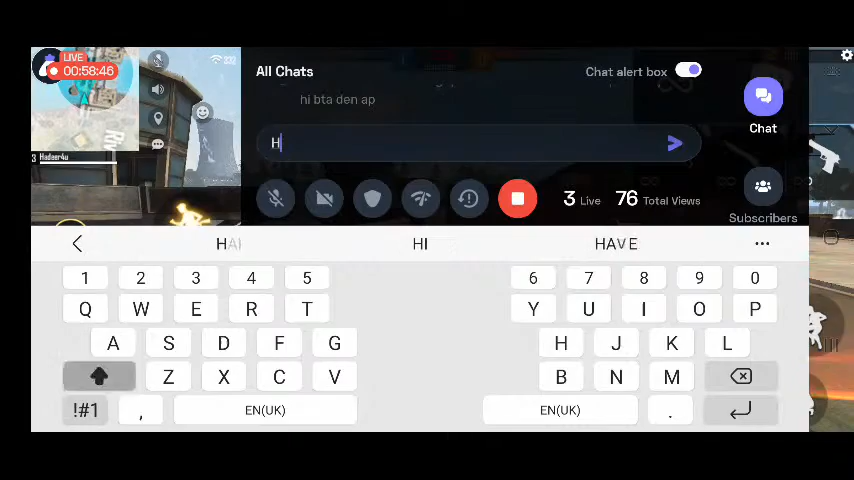 LIVE
00:58:46
3 Hadeer4u
All Chats
Chat alert box
hi bta den ap
H
Chat
3 Live 76 Total Views
Subscribers
HAI HI HAVE
1 2 3 4 5 6 7 8 9 0
Q W E R T Y U I O P
A S D F G H J K L
Z X C V B N M
!#1 , EN(UK) EN(UK) .